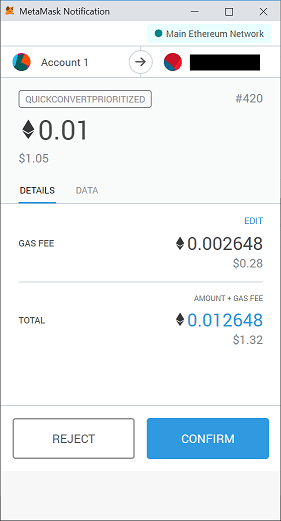 MetaMask Notification
Main Ethereum Network
Account 1
QUICKCONVERTPRIORITIZED
#420
0.01
$1.05
DETAILS
DATA
EDIT
GAS FEE
0.002648
$0.28
AMOUNT + GAS FEE
TOTAL
0.012648
$1.32
REJECT
CONFIRM